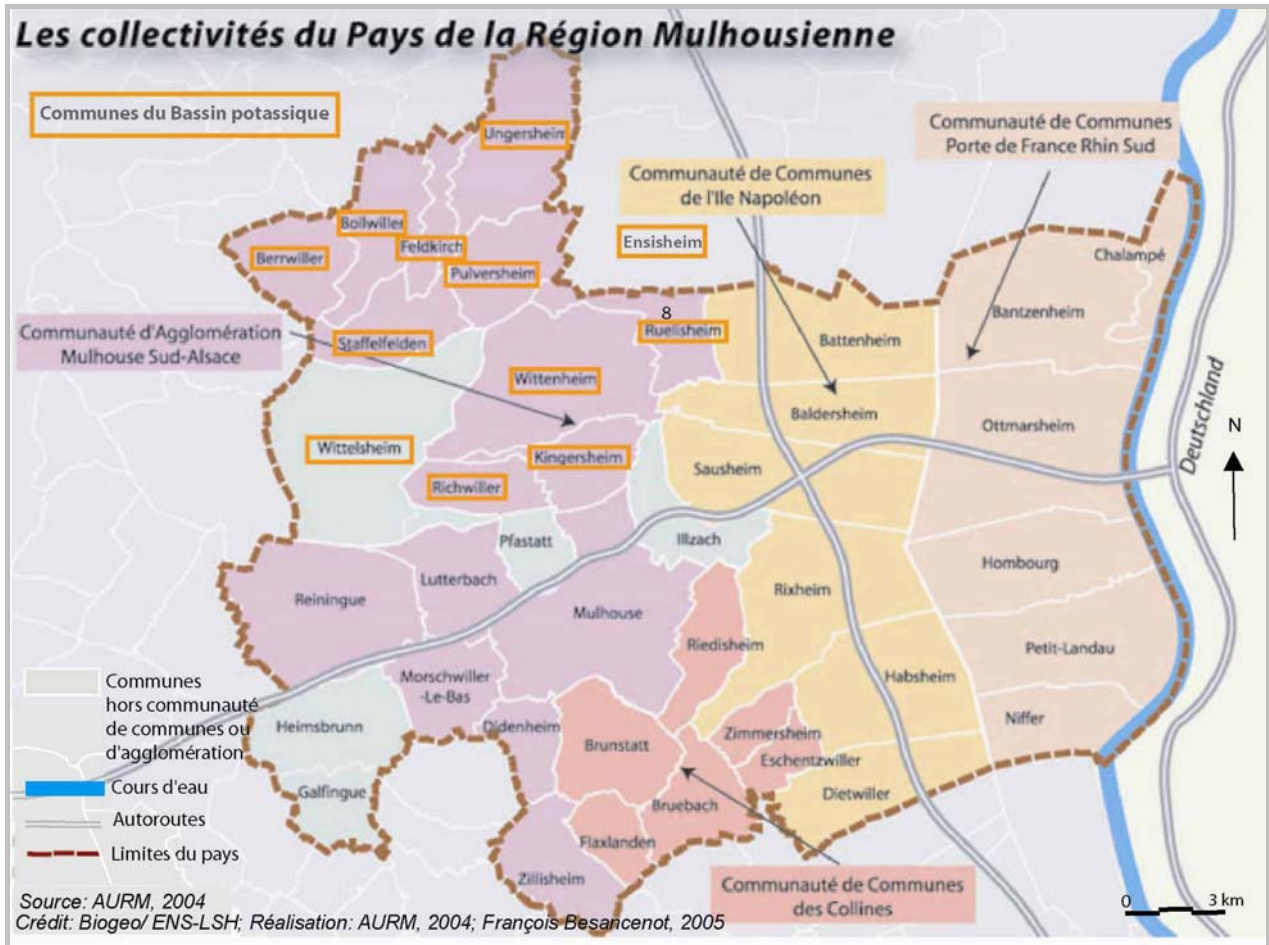 Les collectivités du Pays de la Région Mulhousienne
Communes du Bassin potassique
Ungersheim
Communauté de Communes
Porte de France Rhin Sud
Communauté de Communes
de l'Ile Napoléon
Bollwiller
Feldkirch
Ensisheim
Berrwiller
Pulversheim
Chalampé
Bantzenheim
8
Ruelisheim
Communauté d'Agglomération
Mulhouse Sud-Alsace
Staffelfelden
Battenheim
Wittenheim
Baldersheim
Ottmarsheim
Deutschland
N
Wittelsheim
Kingersheim
Sausheim
Richwiller
Pfastatt
Illzach
Hombourg
Lutterbach
Reiningue
Mulhouse
Rixheim
Riedisheim
Petit-Landau
Morschwiller
-Le-Bas
Habsheim
Communes
hors communauté
de communes ou
d'agglomération
Heimsbrunn
Didenheim
Brunstatt
Zimmersheim
Niffer
Eschentzwiller
Cours d'eau
Galfingue
Dietwiller
Bruebach
Autoroutes
Flaxlanden
Limites du pays
Zillisheim
Communauté de Communes
des Collines
0 3 km
Source: AURM, 2004
Crédit: Biogeo/ ENS-LSH; Réalisation: AURM, 2004; François Besancenot, 2005